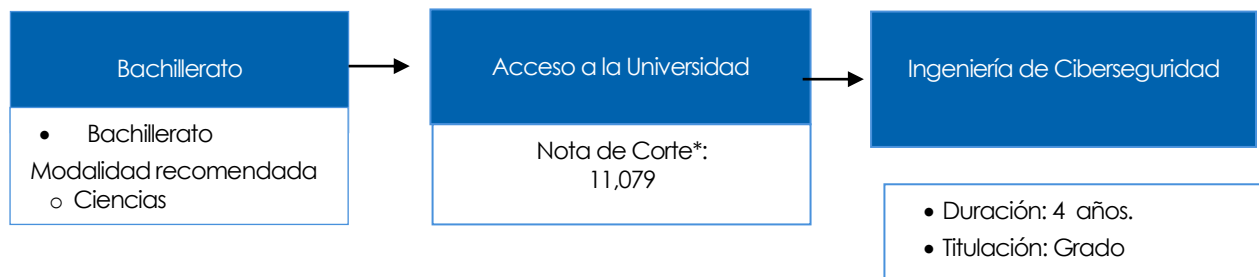 Bachillerato
• Bachillerato
Modalidad recomendada
o Ciencias
Acceso a la Universidad
Nota de Corte*:
11,079
Ingeniería de Ciberseguridad
• Duración: 4 años.
• Titulación: Grado